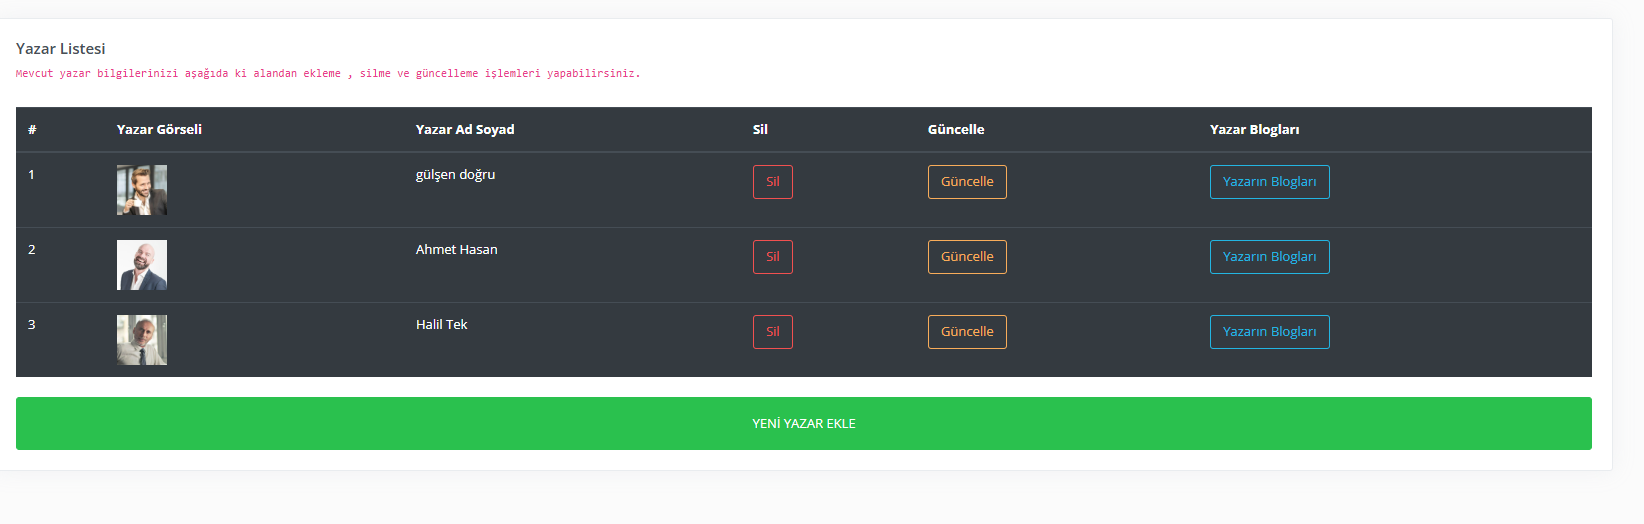 Yazar Listesi
Mevcut yazar bilgilerinizi aşağıda ki alandan ekleme , silme ve güncelleme işlemleri yapabilirsiniz.
# Yazar Görseli Yazar Ad Soyad Sil Güncelle Yazar Blogları
1 gülşen doğru Sil Güncelle Yazarın Blogları
2 Ahmet Hasan Sil Güncelle Yazarın Blogları
3 Halil Tek Sil Güncelle Yazarın Blogları
YENİ YAZAR EKLE